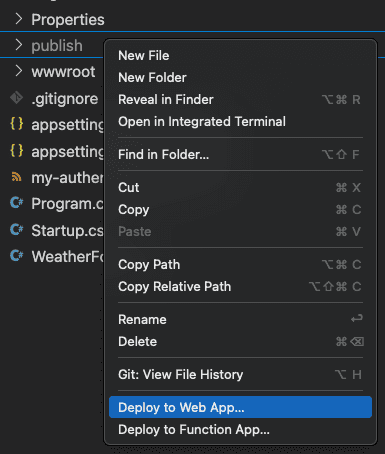 Properties
publish
wwwroot
.gitignore
appsetting
appsetting
my-auther
Program.c
Startup.cs
WeatherFo
New File
New Folder
Reveal in Finder ⌥⌘ R
Open in Integrated Terminal
Find in Folder... ⌥⇧ F
Cut ⌘ X
Copy ⌘ C
Paste ⌘ V
Copy Path ⌥⌘ C
Copy Relative Path ⌥⇧⌘ C
Rename ⏎
Delete ⌘⌫
Git: View File History ⌥ H
Deploy to Web App...
Deploy to Function App...